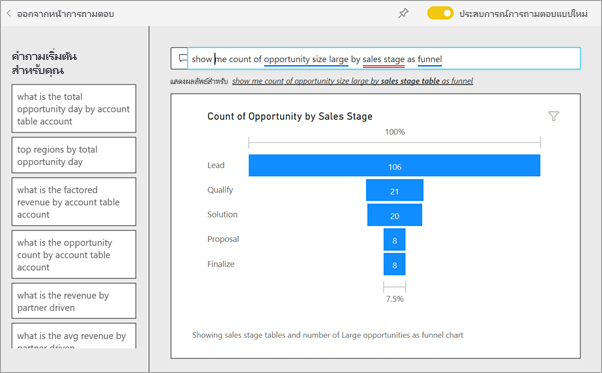 ออกจากหน้าการถามตอบ
ประสบการณ์การถามตอบแบบใหม่
คำถามเริ่มต้น
สำหรับคุณ
what is the total
opportunity day by account
table account
top regions by total
opportunity day
what is the factored
revenue by account table
account
what is the opportunity
count by account table
account
what is the revenue by
partner driven
what is the avg revenue by
partner driven
show me count of opportunity size large by sales stage as funnel
แสดงผลลัพธ์สำหรับ show me count of opportunity size large by sales stage table as funnel
Count of Opportunity by Sales Stage
100%
Lead 106
Qualify 21
Solution 20
Proposal 8
Finalize 8
7.5%
Showing sales stage tables and number of Large opportunities as funnel chart